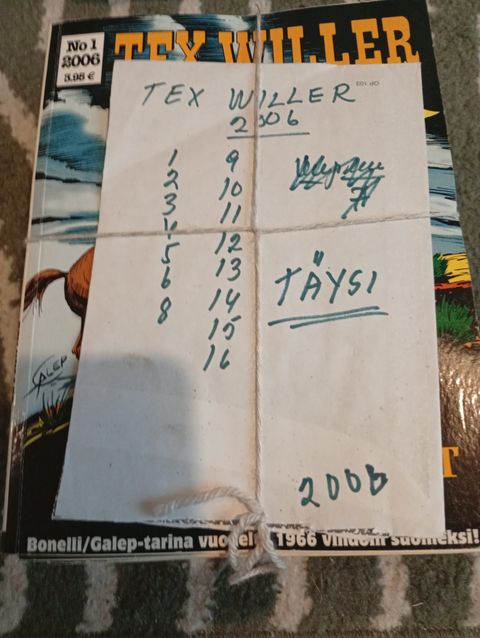 No 1
2006
3.95 €
TEX WILLER
TEX WILLER
2006
1
2
3
4
5
6
8
9
10
11
12
13
14
15
16
TÄYSI
2006
GALEP
T
Bonelli/Galep-tarina 1966 suomeksi!